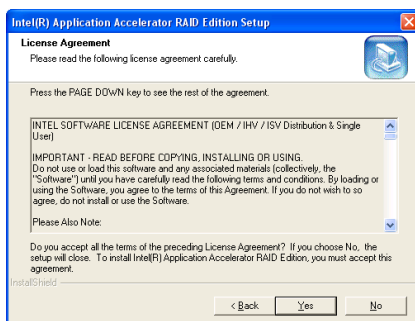 Intel(R) Application Accelerator RAID Edition Setup
License Agreement
Please read the following license agreement carefully.
Press the PAGE DOWN key to see the rest of the agreement.
INTEL SOFTWARE LICENSE AGREEMENT (OEM / IHV / ISV Distribution & Single
User)
IMPORTANT - READ BEFORE COPYING, INSTALLING OR USING.
Do not use or load this software and any associated materials (collectively, the
"Software") until you have carefully read the following terms and conditions. By loading or
using the Software, you agree to the terms of this Agreement. If you do not wish to so
agree, do not install or use the Software.
Please Also Note:
Do you accept all the terms of the preceding License Agreement? If you choose No, the
setup will close. To install Intel(R) Application Accelerator RAID Edition, you must accept this
agreement.
InstallShield
< Back Yes No